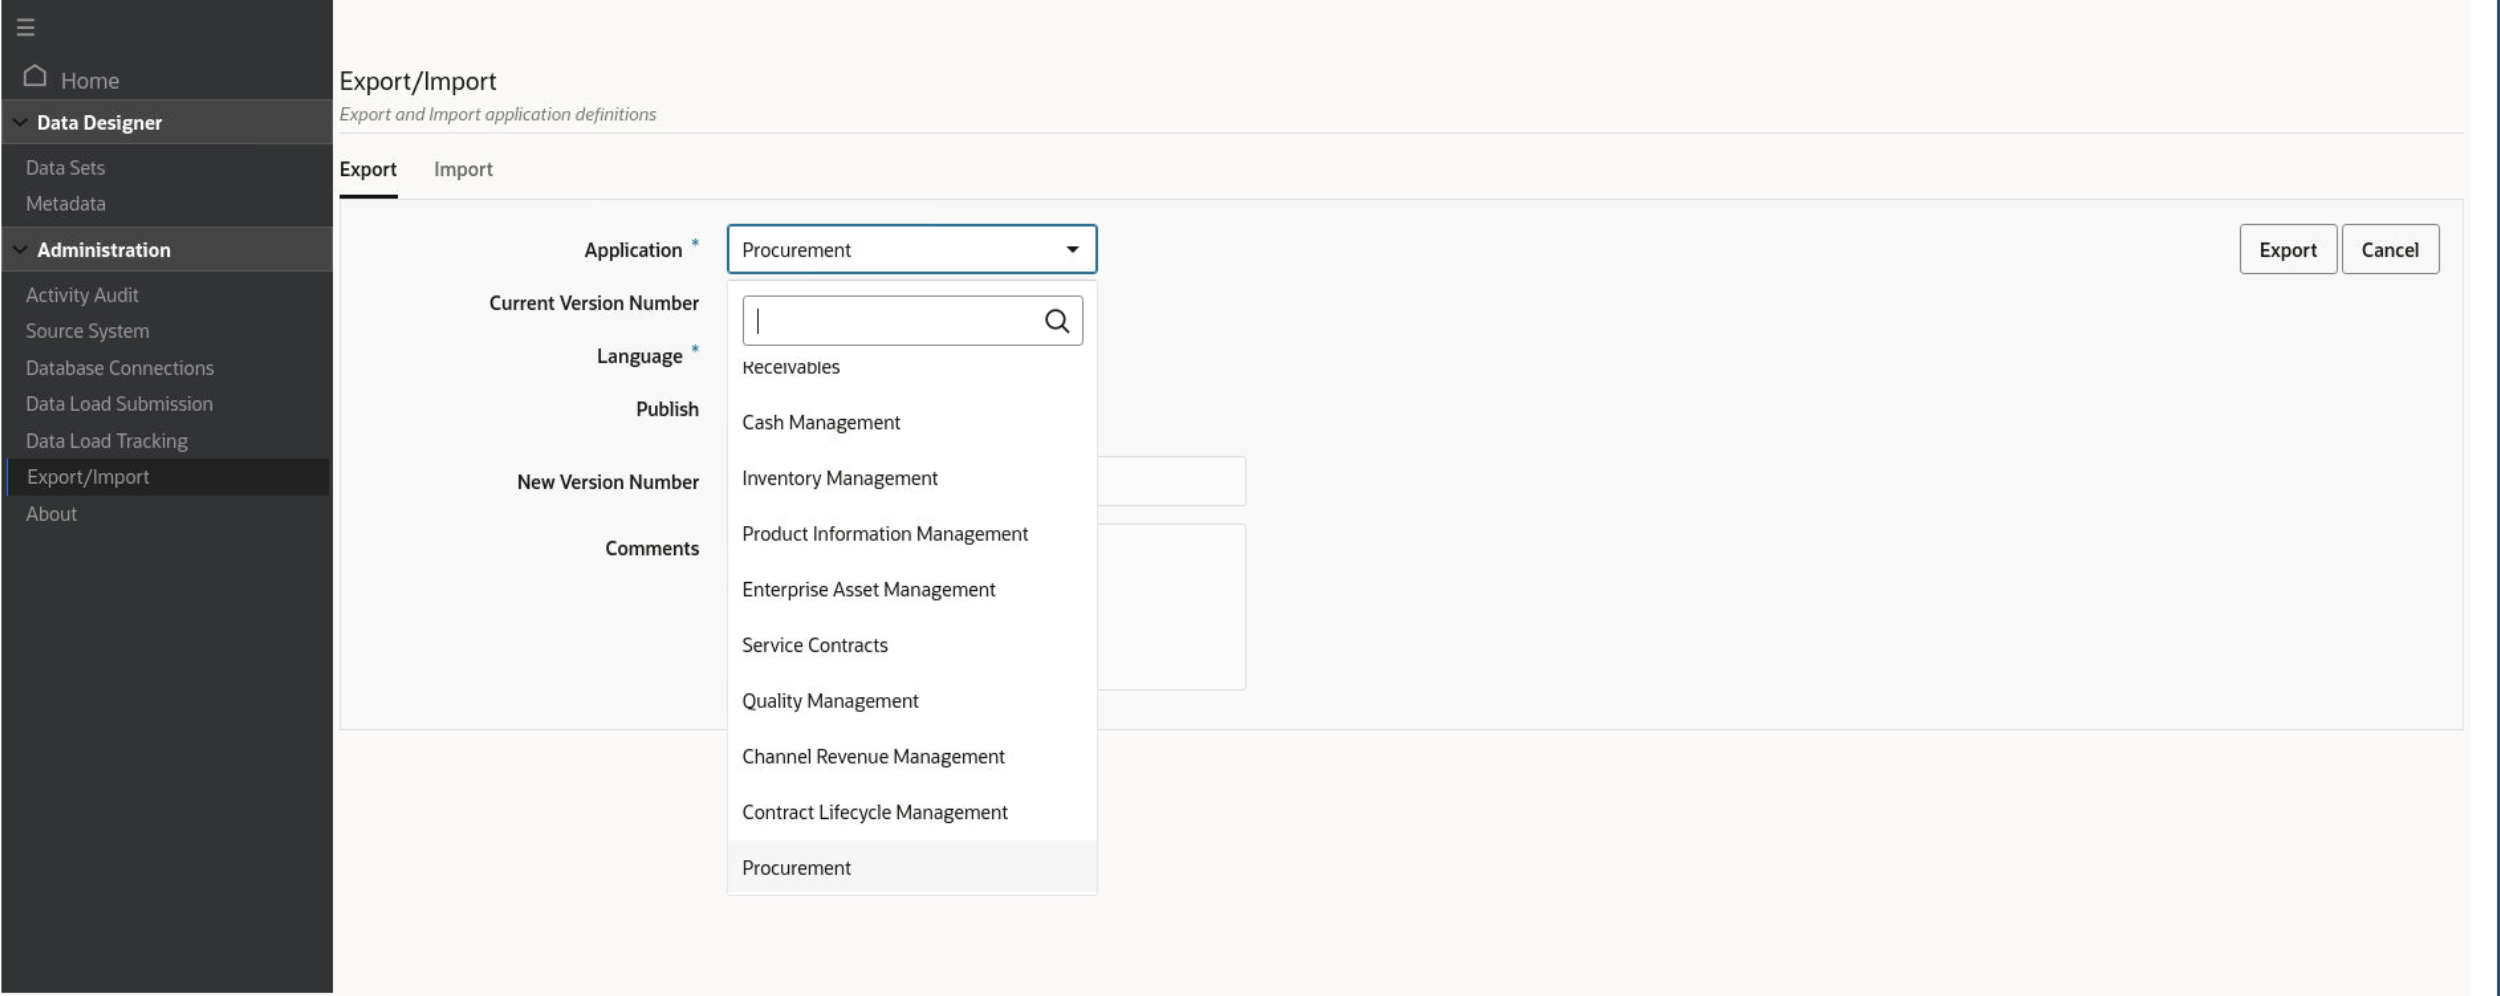 Home
Data Designer
Data Sets
Metadata
Administration
Activity Audit
Source System
Database Connections
Data Load Submission
Data Load Tracking
Export/Import
About
Export/Import
Export and Import application definitions
Export Import
Application * Procurement Export Cancel
Current Version Number
Language *
Publish
New Version Number
Comments
Receivables
Cash Management
Inventory Management
Product Information Management
Enterprise Asset Management
Service Contracts
Quality Management
Channel Revenue Management
Contract Lifecycle Management
Procurement